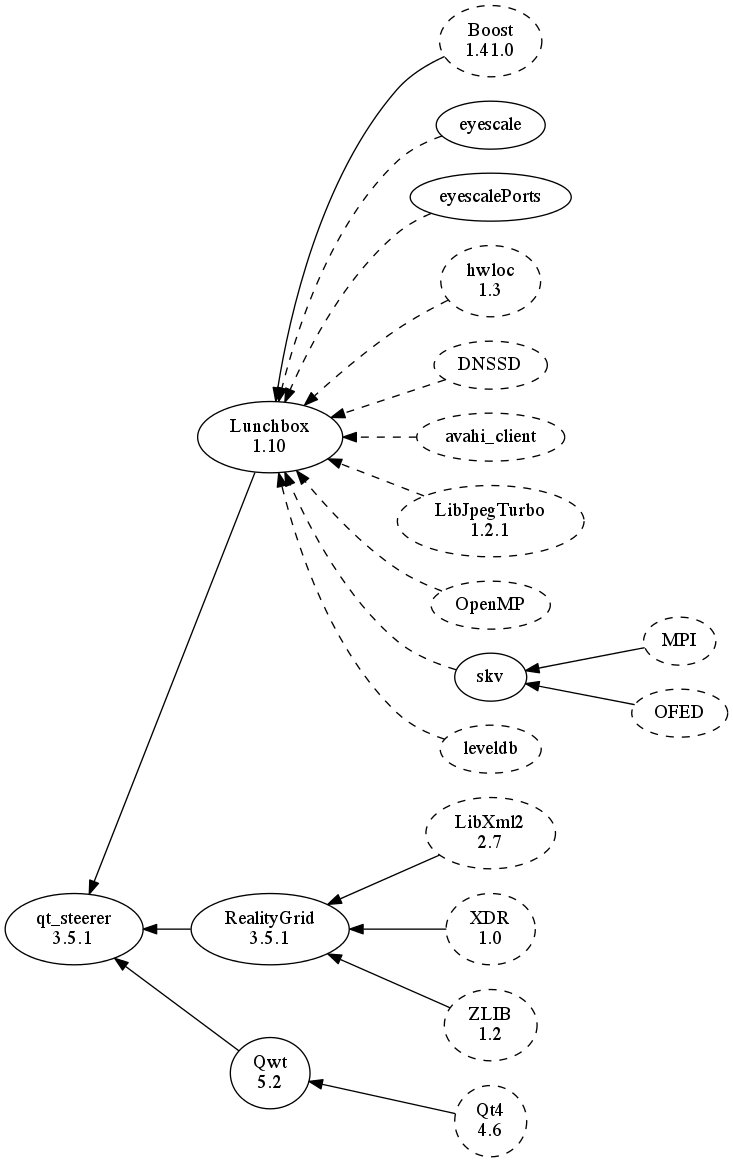 Boost
1.41.0
eyescale
eyescalePorts
hwloc
1.3
DNSSD
Lunchbox
1.10
avahi_client
LibJpegTurbo
1.2.1
OpenMP
MPI
skv
OFED
leveldb
LibXml2
2.7
qt_steerer
3.5.1
RealityGrid
3.5.1
XDR
1.0
ZLIB
1.2
Qwt
5.2
Qt4
4.6